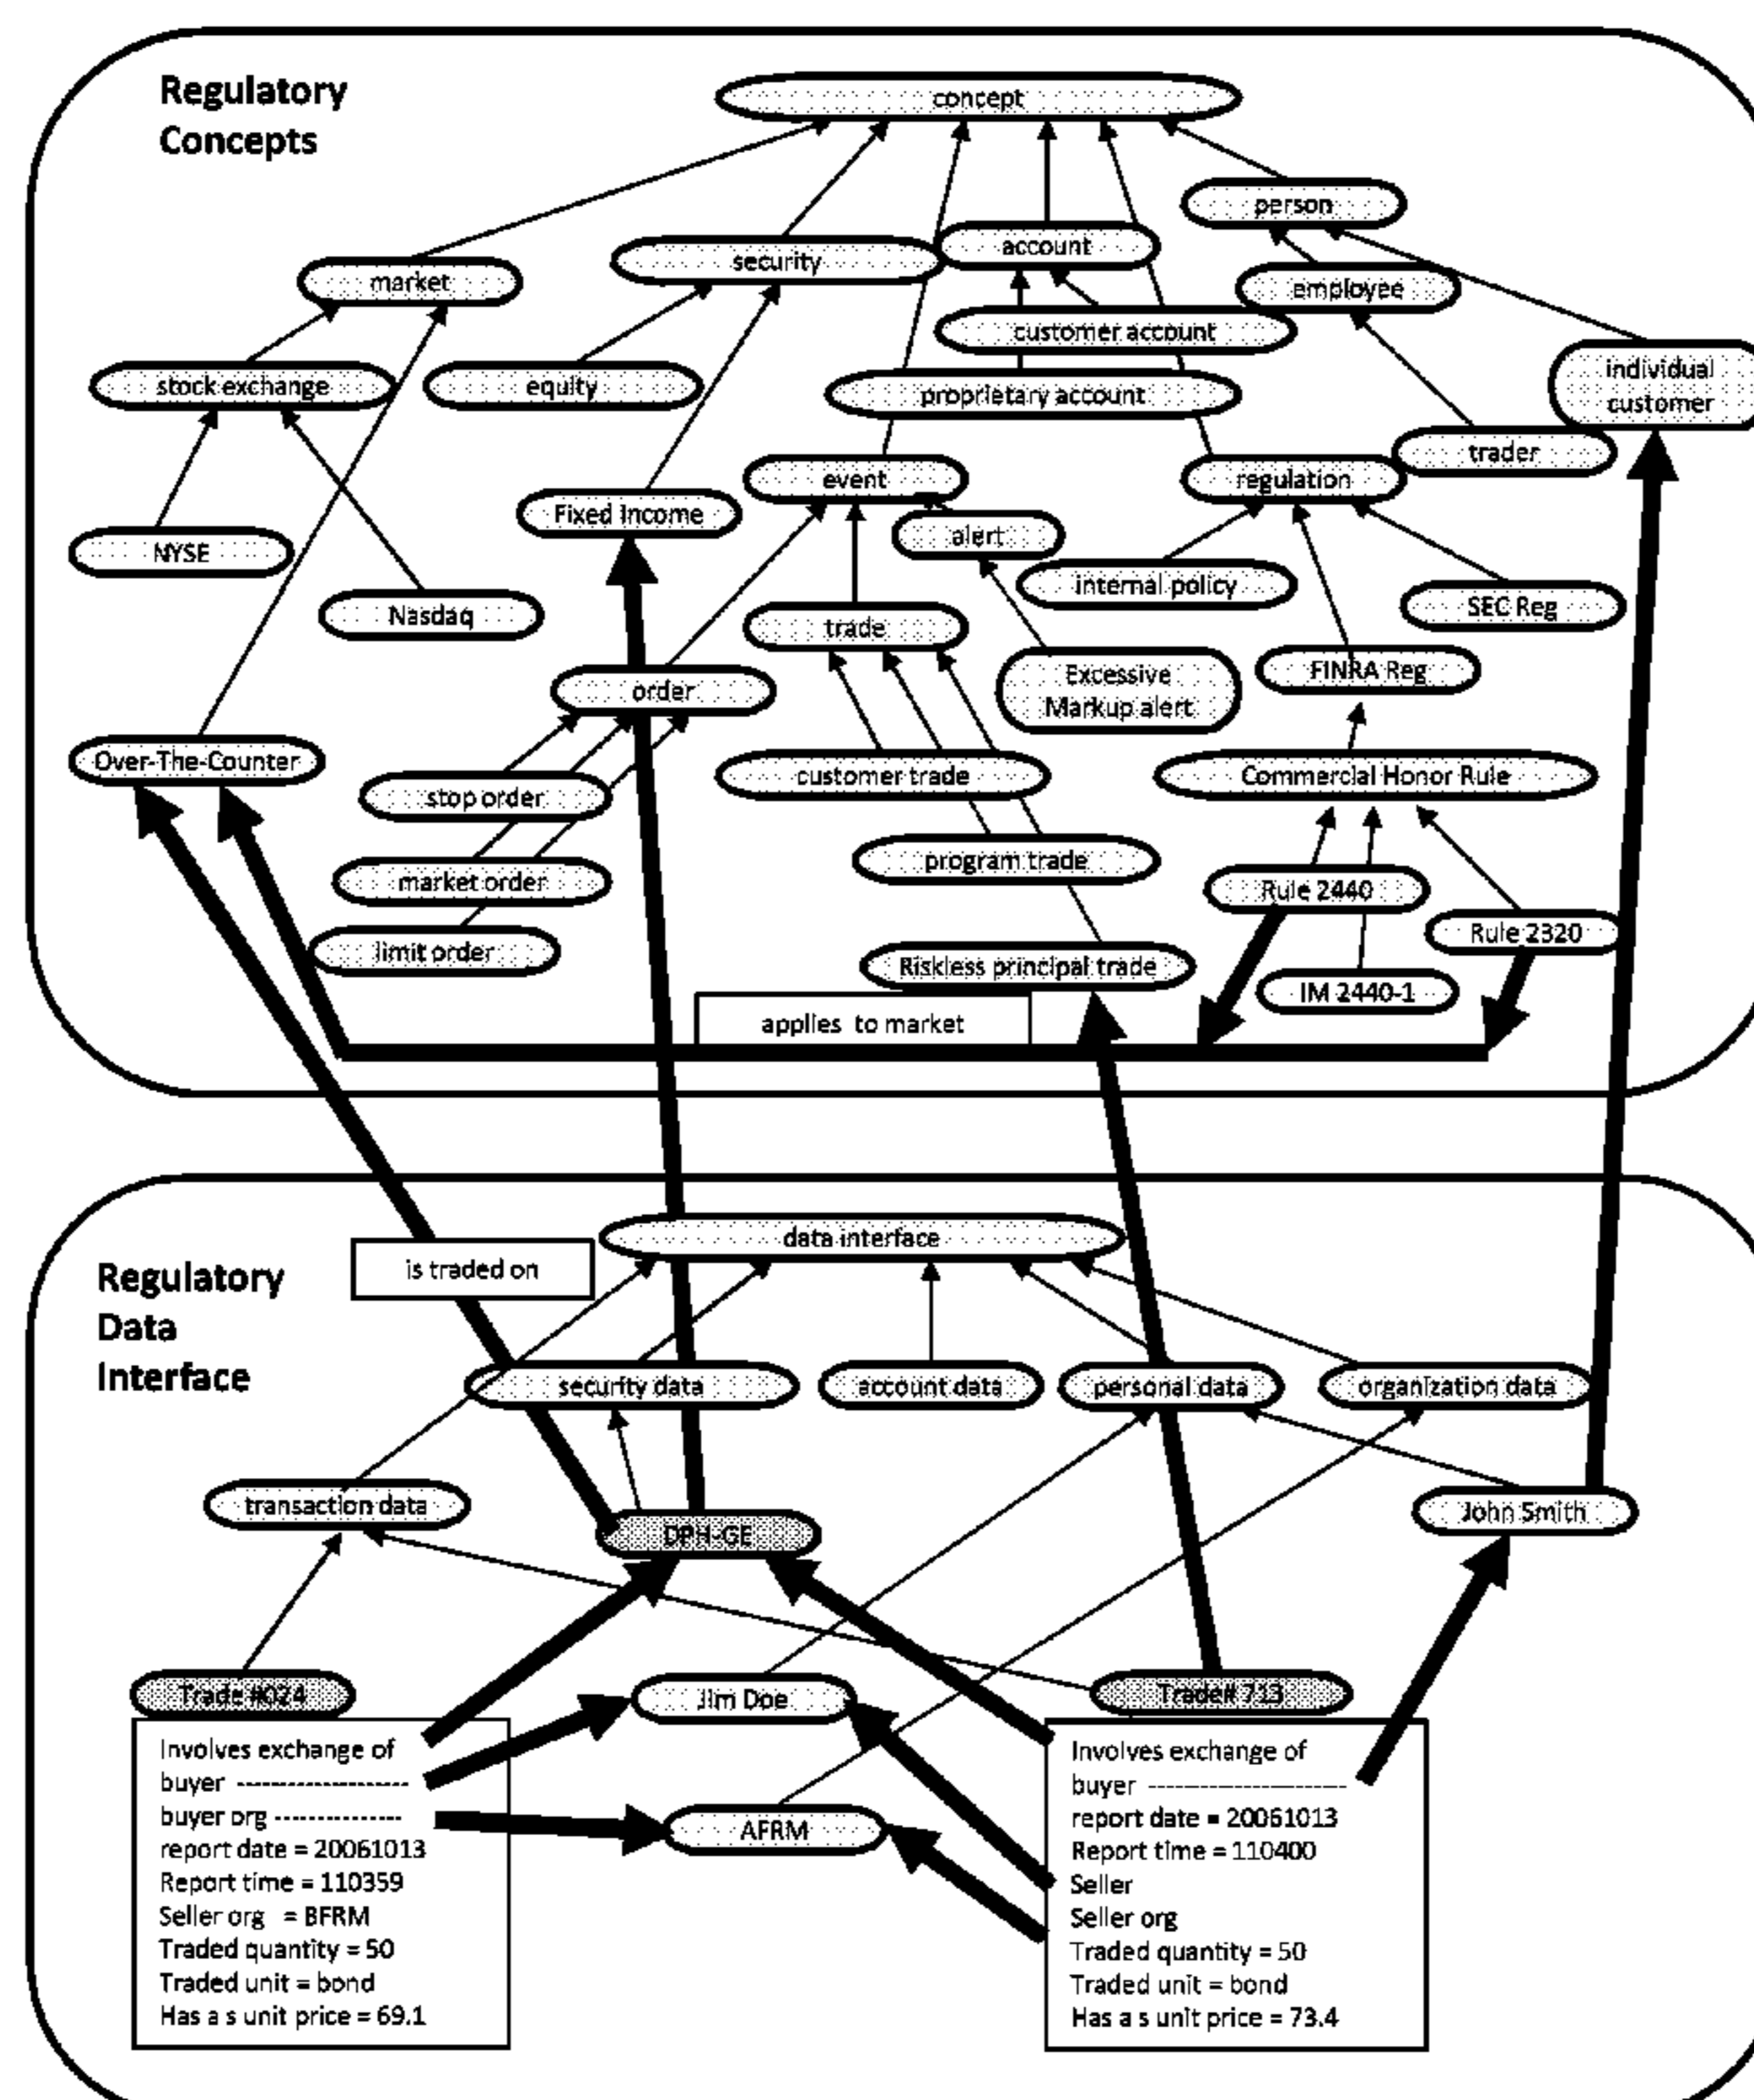 Regulatory
Concepts
concept
person
account
security
market
employee
customer account
stock exchange
equity
proprietary account
individual
customer
trader
event
regulation
Fixed Income
alert
NYSE
internal policy
SEC Reg
Nasdaq
trade
FINRA Reg
Excessive
Markup alert
order
Over-The-Counter
customer trade
Commercial Honor Rule
stop order
program trade
market order
Rule 2440
Rule 2320
limit order
Riskless principal trade
IM 2440-1
applies to market
data interface
is traded on
Regulatory
Data
Interface
security data
account data
personal data
organization data
transaction data
John Smith
DPH-GE
Trade #024
Jim Doe
Trade# 713
Involves exchange of
buyer --------------------
buyer org ---------------
report date = 20061013
Report time = 110359
Seller org = BFRM
Traded quantity = 50
Traded unit = bond
Has a s unit price = 69.1
AFRM
Involves exchange of
buyer -----------------------
report date = 20061013
Report time = 110400
Seller
Seller org
Traded quantity = 50
Traded unit = bond
Has a s unit price = 73.4